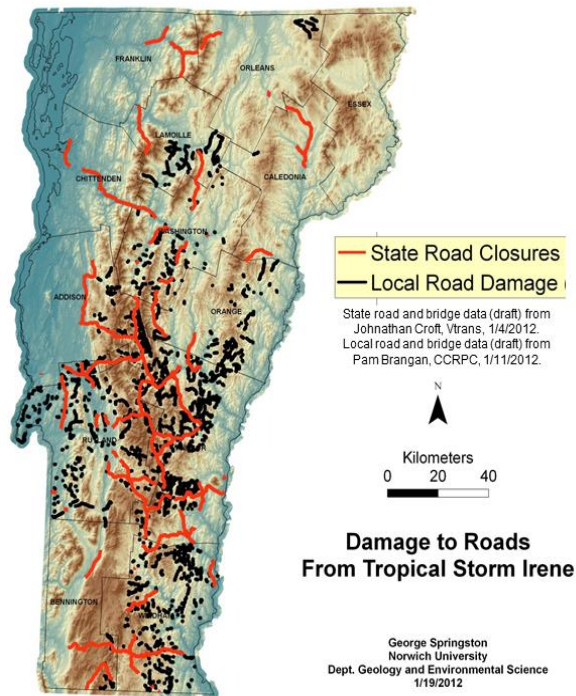 FRANKLIN
ORLEANS
ESSEX
LAMOILLE
CHITTENDEN
CALEDONIA
WASHINGTON
ADDISON
ORANGE
RUTLAND
BENNINGTON
State Road Closures
Local Road Damage (
State road and bridge data (draft) from
Johnathan Croft, Vtrans, 1/4/2012.
Local road and bridge data (draft) from
Pam Brangan, CCRPC, 1/11/2012.
N
Kilometers
0 20 40
Damage to Roads
From Tropical Storm Irene
George Springston
Norwich University
Dept. Geology and Environmental Science
1/19/2012